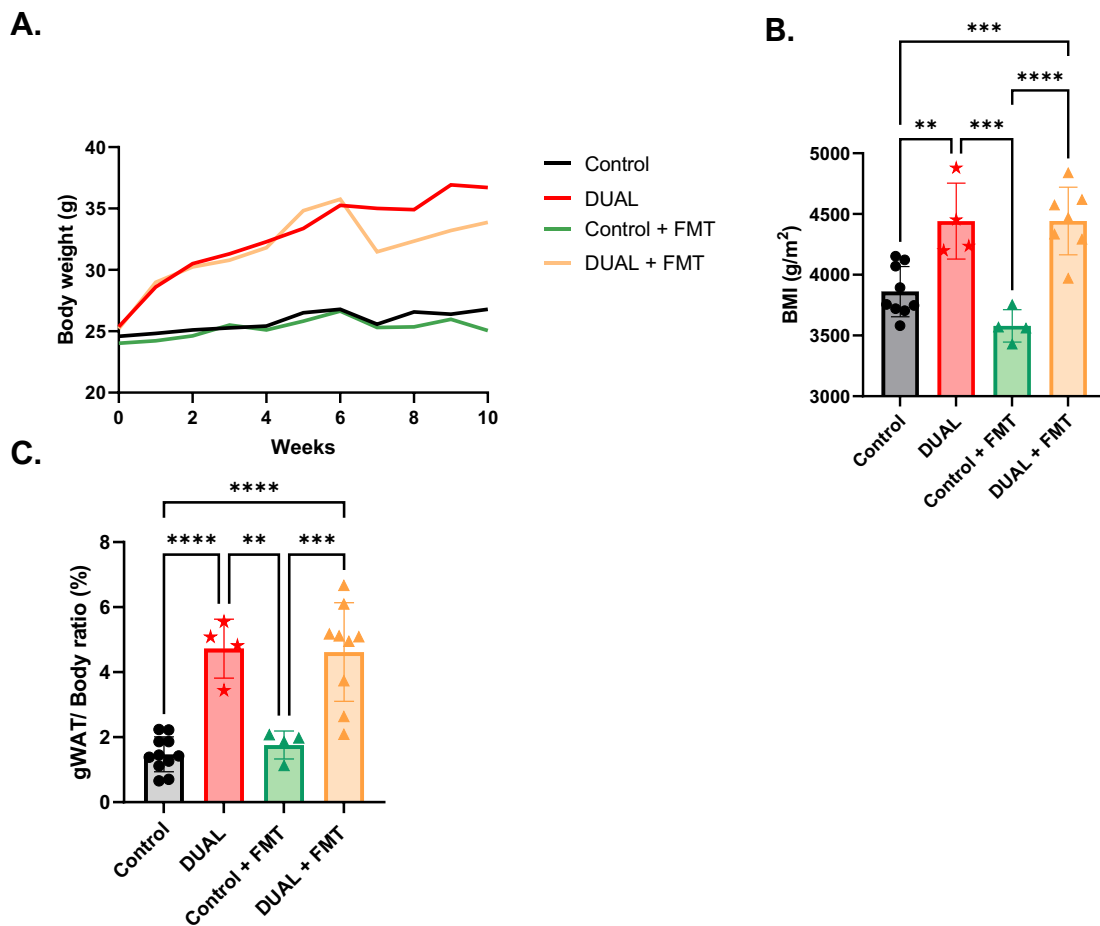 A.
Body weight (g)
40
35
30
25
20
0
2
4
6
8
10
Weeks
Control
DUAL
Control + FMT
DUAL + FMT
B.
***
****
**
***
BMI (g/m²)
5000
4500
4000
3500
3000
Control
DUAL
Control + FMT
DUAL + FMT
C.
****
****
**
***
gWAT/ Body ratio (%)
8
6
4
2
0
Control
DUAL
Control + FMT
DUAL + FMT